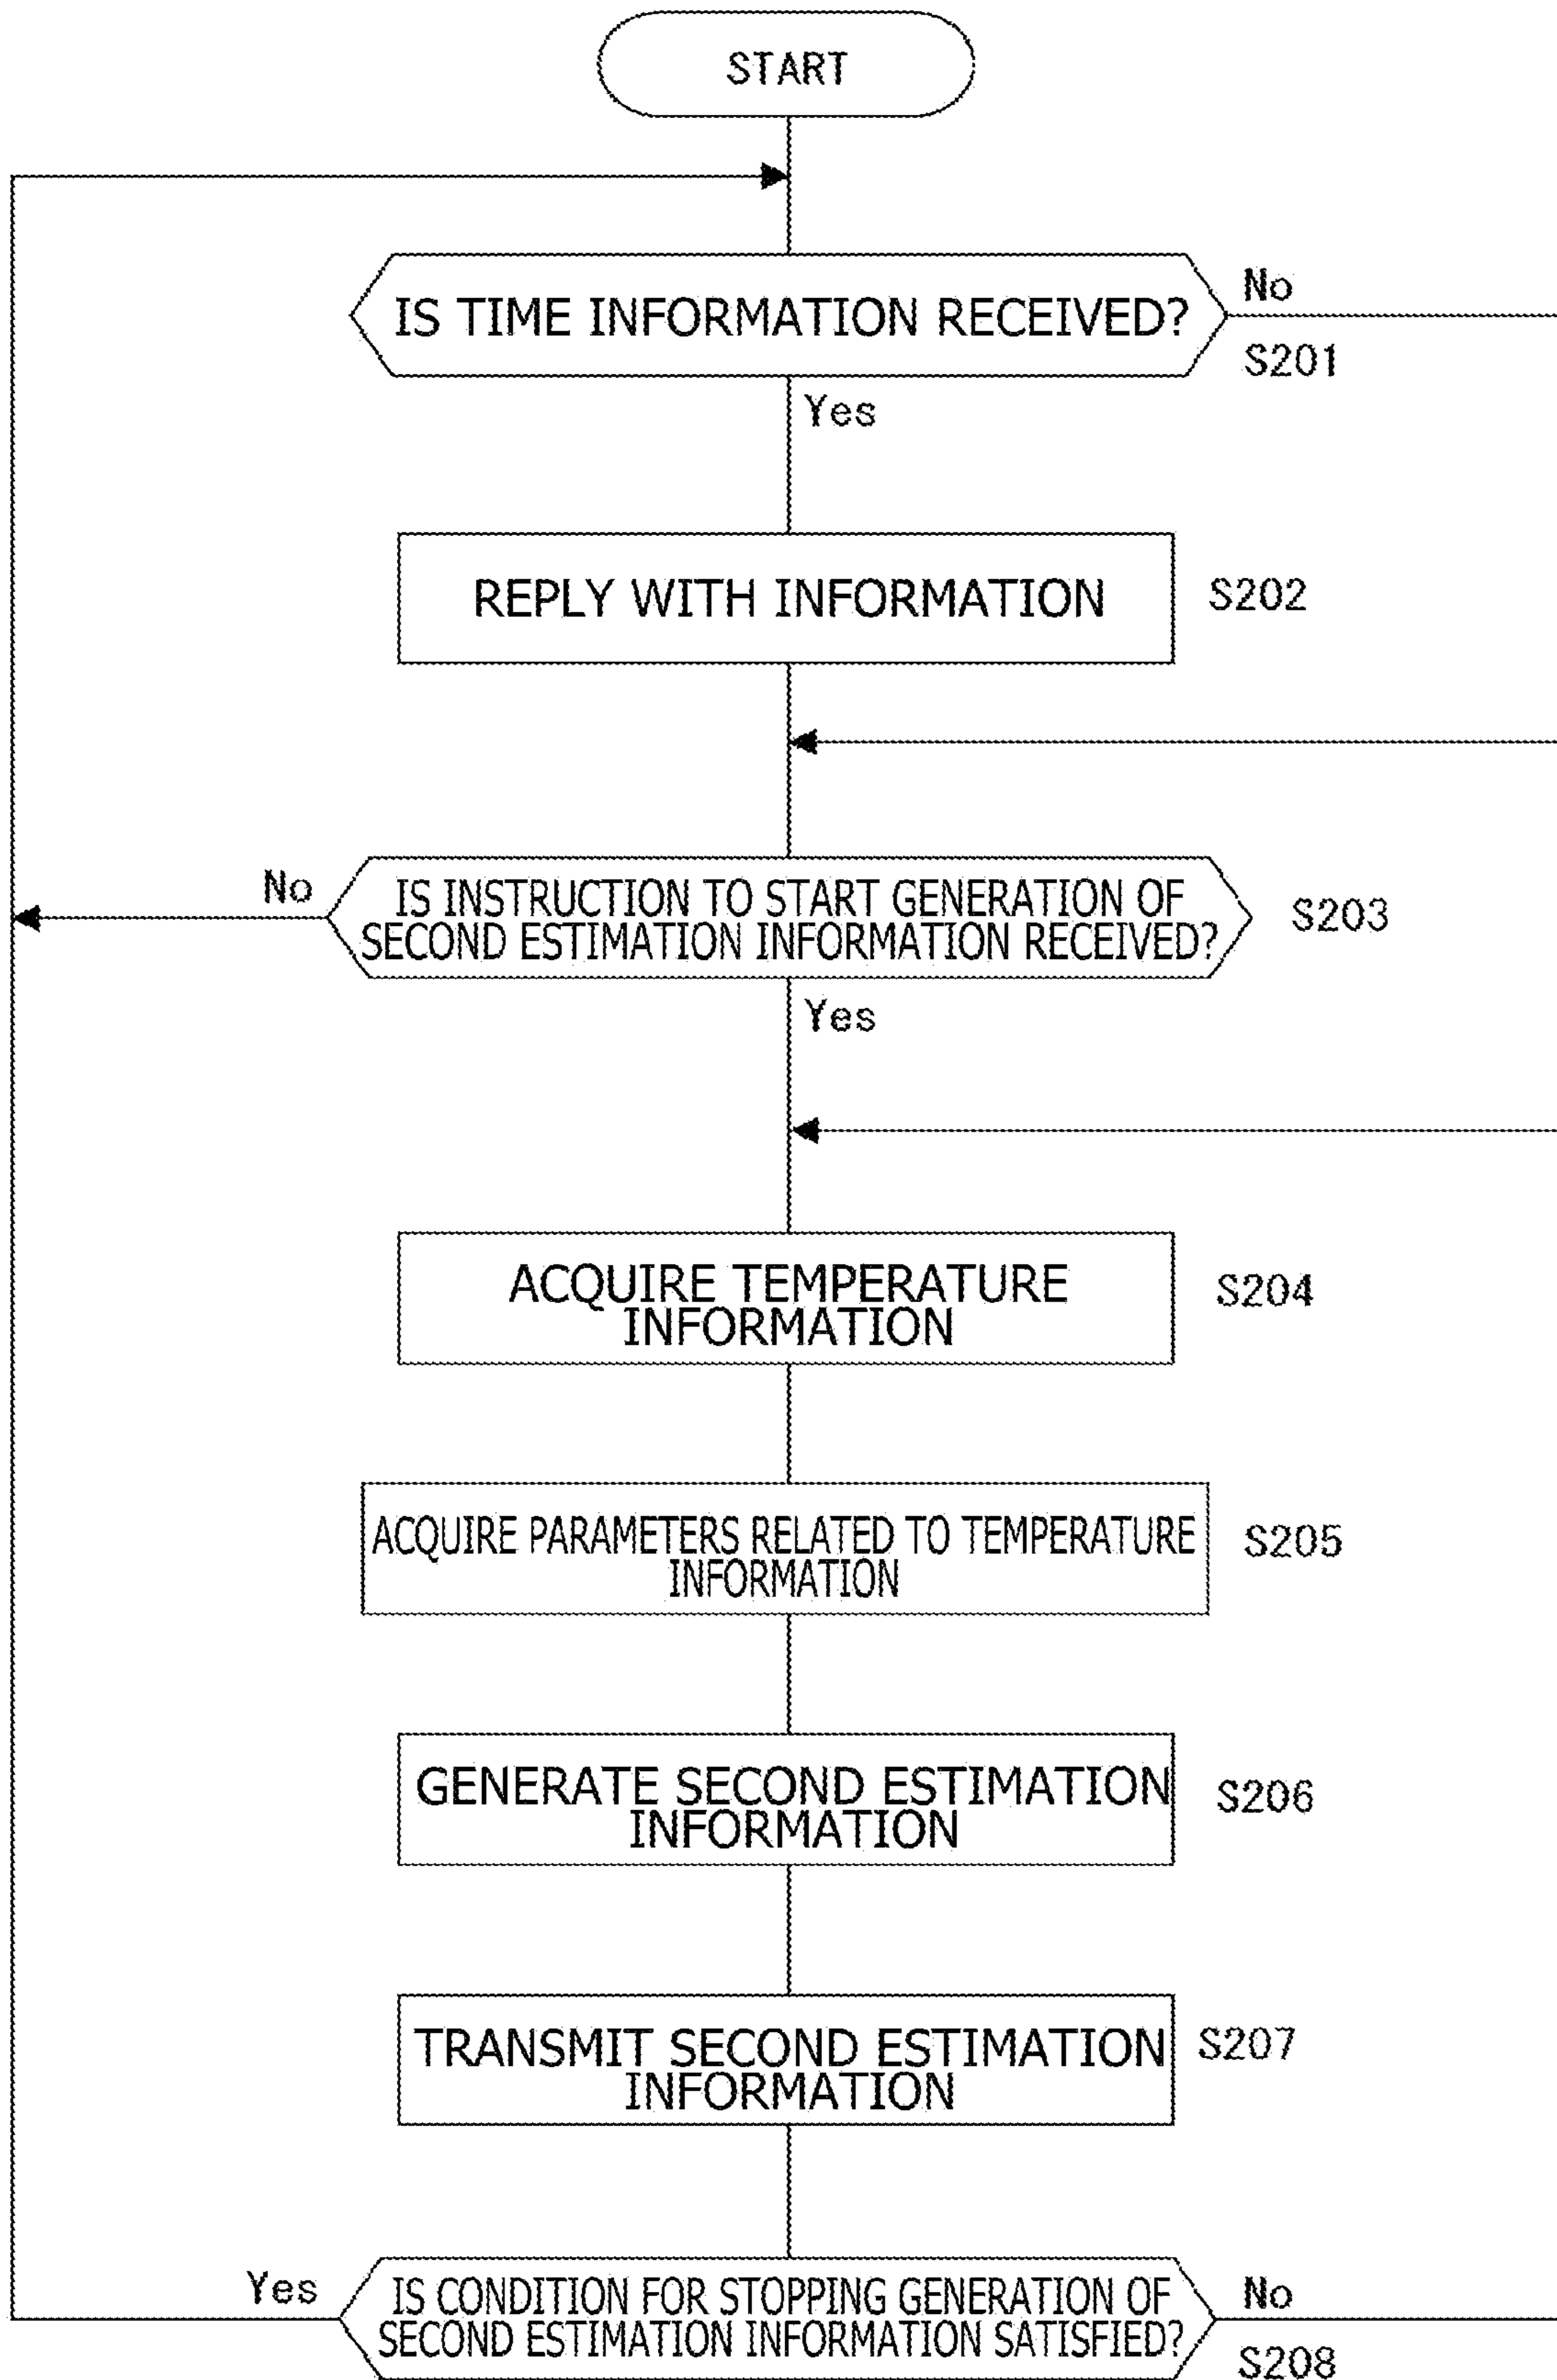 START
IS TIME INFORMATION RECEIVED?
No
S201
Yes
REPLY WITH INFORMATION
S202
No
IS INSTRUCTION TO START GENERATION OF
SECOND ESTIMATION INFORMATION RECEIVED?
S203
Yes
ACQUIRE TEMPERATURE
INFORMATION
S204
ACQUIRE PARAMETERS RELATED TO TEMPERATURE
INFORMATION
S205
GENERATE SECOND ESTIMATION
INFORMATION
S206
TRANSMIT SECOND ESTIMATION
INFORMATION
S207
Yes
IS CONDITION FOR STOPPING GENERATION OF
SECOND ESTIMATION INFORMATION SATISFIED?
No
S208